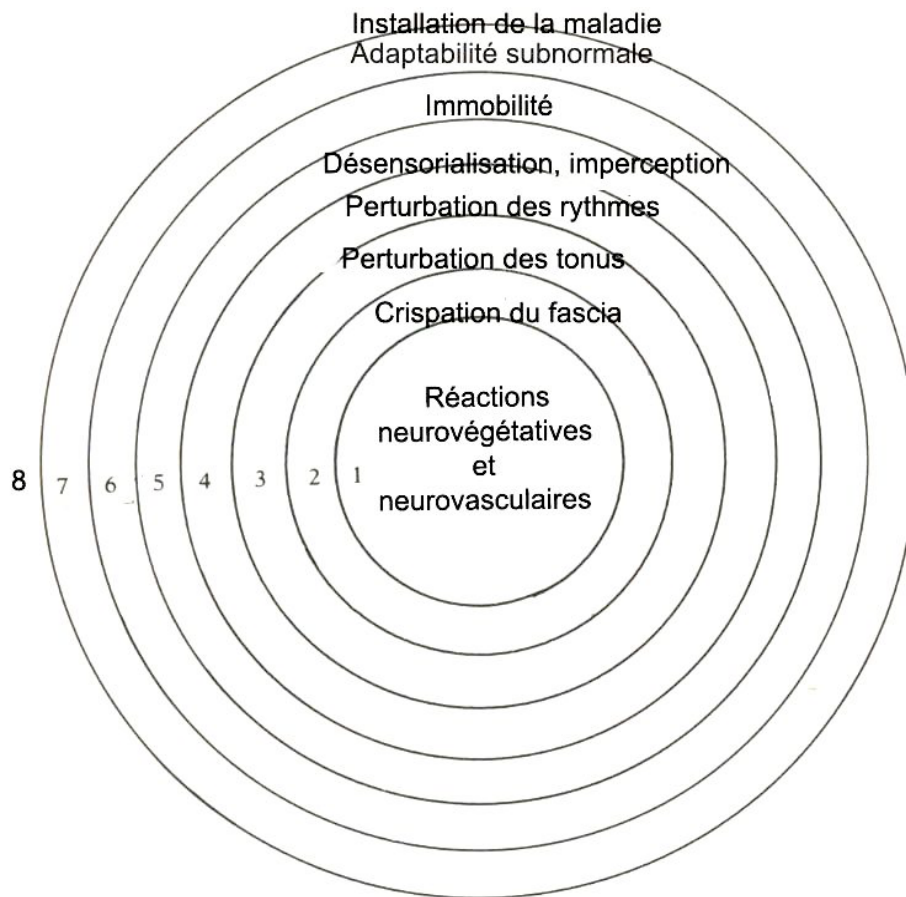 Installation de la maladie
Adaptabilité subnormale
Immobilité
Désensorialisation, imperception
Perturbation des rythmes
Perturbation des tonus
Crispation du fascia
Réactions
neurovégétatives
et
neurovasculaires
8 7 6 5 4 3 2 1